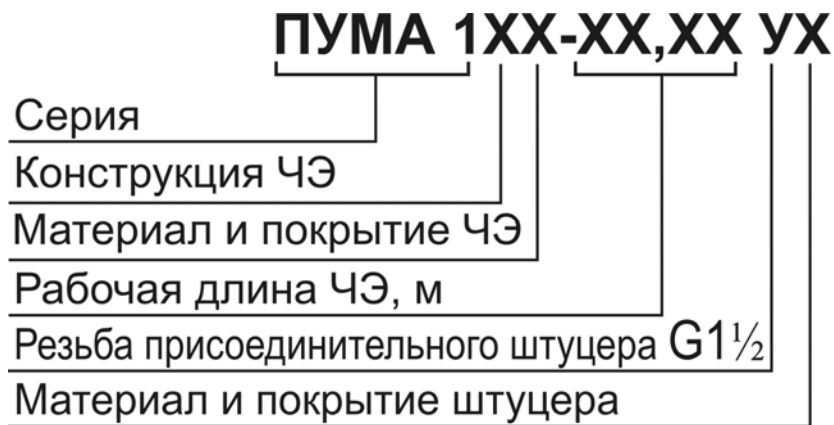 ПУМА 1ХХ-ХХ,ХХ УХ
Серия
Конструкция ЧЭ
Материал и покрытие ЧЭ
Рабочая длина ЧЭ, м
Резьба присоединительного штуцера G1½
Материал и покрытие штуцера